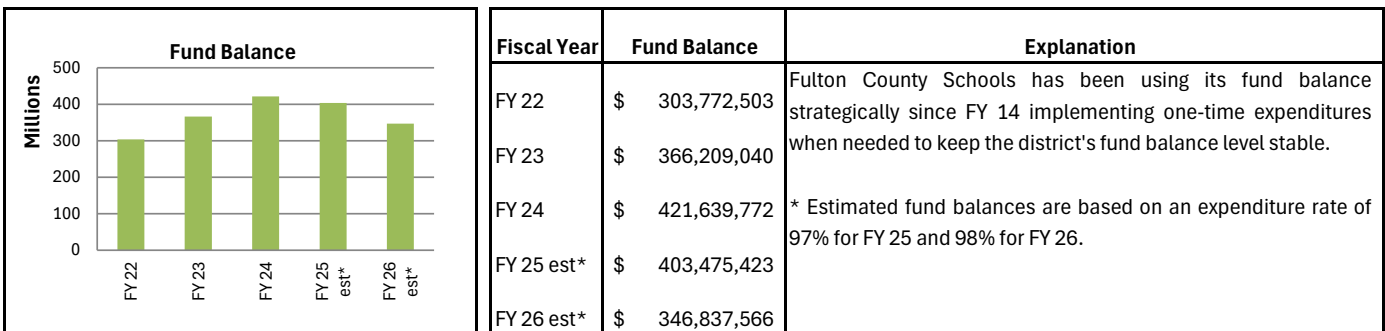 Fund Balance
Millions
500
400
300
200
100
0
FY 22
FY 23
FY 24
FY 25 est*
FY 26 est*
Fiscal Year Fund Balance Explanation
FY 22 $ 303,772,503
FY 23 $ 366,209,040
FY 24 $ 421,639,772
FY 25 est* $ 403,475,423
FY 26 est* $ 346,837,566
Fulton County Schools has been using its fund balance
strategically since FY 14 implementing one-time expenditures
when needed to keep the district's fund balance level stable.
* Estimated fund balances are based on an expenditure rate of
97% for FY 25 and 98% for FY 26.